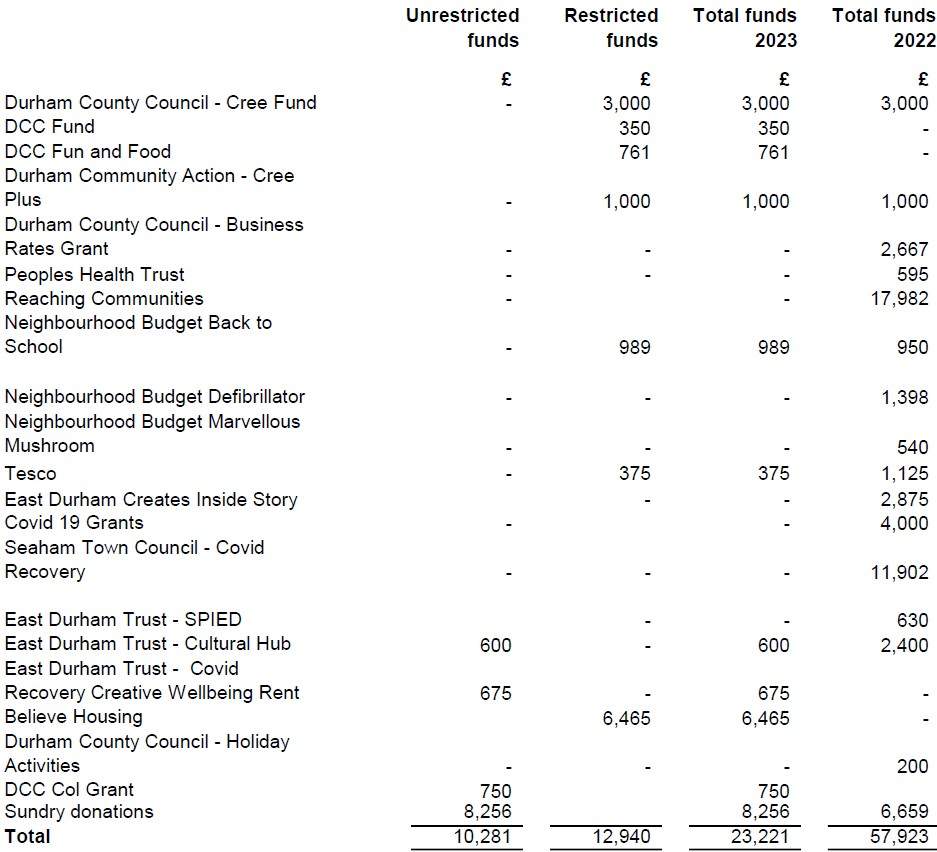 Unrestricted Restricted Total funds Total funds
funds funds 2023 2022
£ £ £ £
Durham County Council - Cree Fund - 3,000 3,000 3,000
DCC Fund 350 350 -
DCC Fun and Food 761 761 -
Durham Community Action - Cree
Plus - 1,000 1,000 1,000
Durham County Council - Business
Rates Grant - - - 2,667
Peoples Health Trust - - - 595
Reaching Communities - - 17,982
Neighbourhood Budget Back to
School - 989 989 950
Neighbourhood Budget Defibrillator - - - 1,398
Neighbourhood Budget Marvellous
Mushroom - - - 540
Tesco - 375 375 1,125
East Durham Creates Inside Story - - 2,875
Covid 19 Grants - - 4,000
Seaham Town Council - Covid
Recovery - - - 11,902
East Durham Trust - SPIED - - 630
East Durham Trust - Cultural Hub 600 - 600 2,400
East Durham Trust - Covid
Recovery Creative Wellbeing Rent 675 - 675 -
Believe Housing 6,465 6,465 -
Durham County Council - Holiday
Activities - - - 200
DCC Col Grant 750 750
Sundry donations 8,256 8,256 6,659
Total 10,281 12,940 23,221 57,923